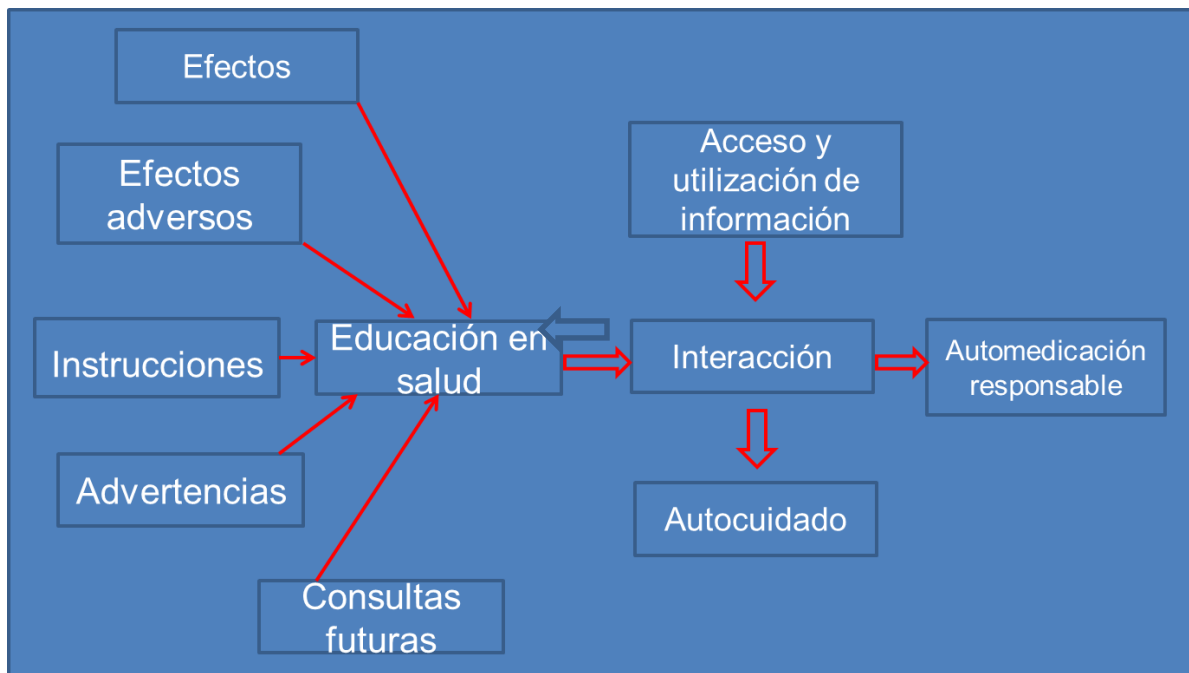 Efectos
Efectos
adversos
Instrucciones
Advertencias
Consultas
futuras
Educación en
salud
Acceso y
utilización de
información
Interacción
Autocuidado
Automedicación
responsable